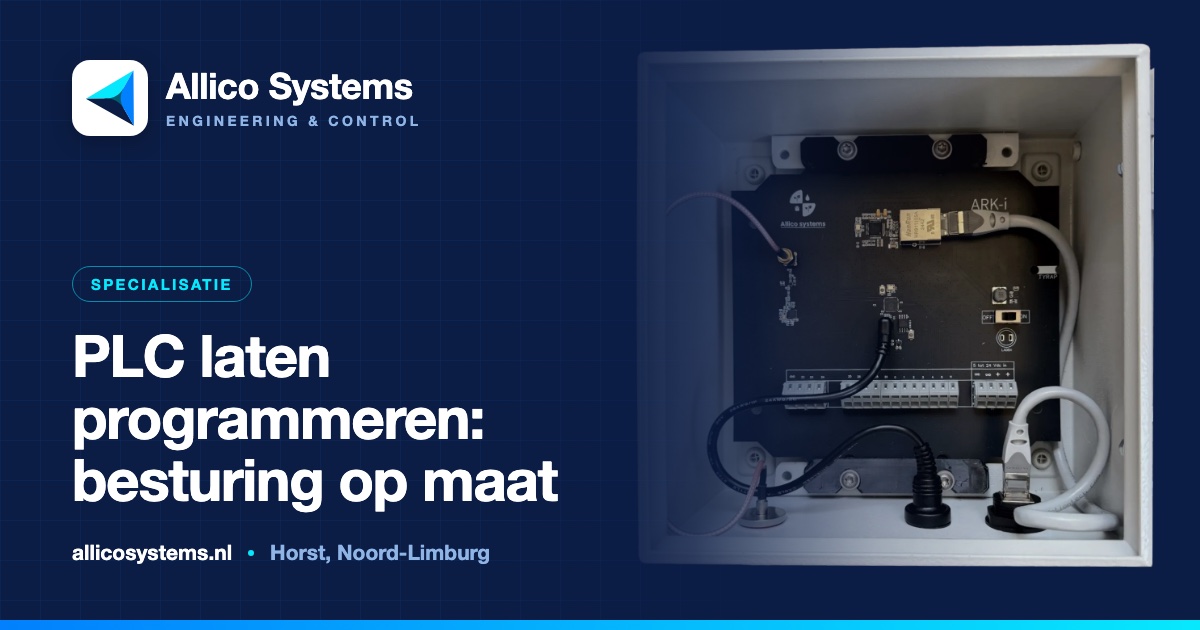 Allico Systems
ENGINEERING & CONTROL
SPECIALISATIE
PLC laten
programmeren:
besturing op maat
allicosystems.nl • Horst, Noord-Limburg
Allico systems
ARK-i
TYRAP
OFF